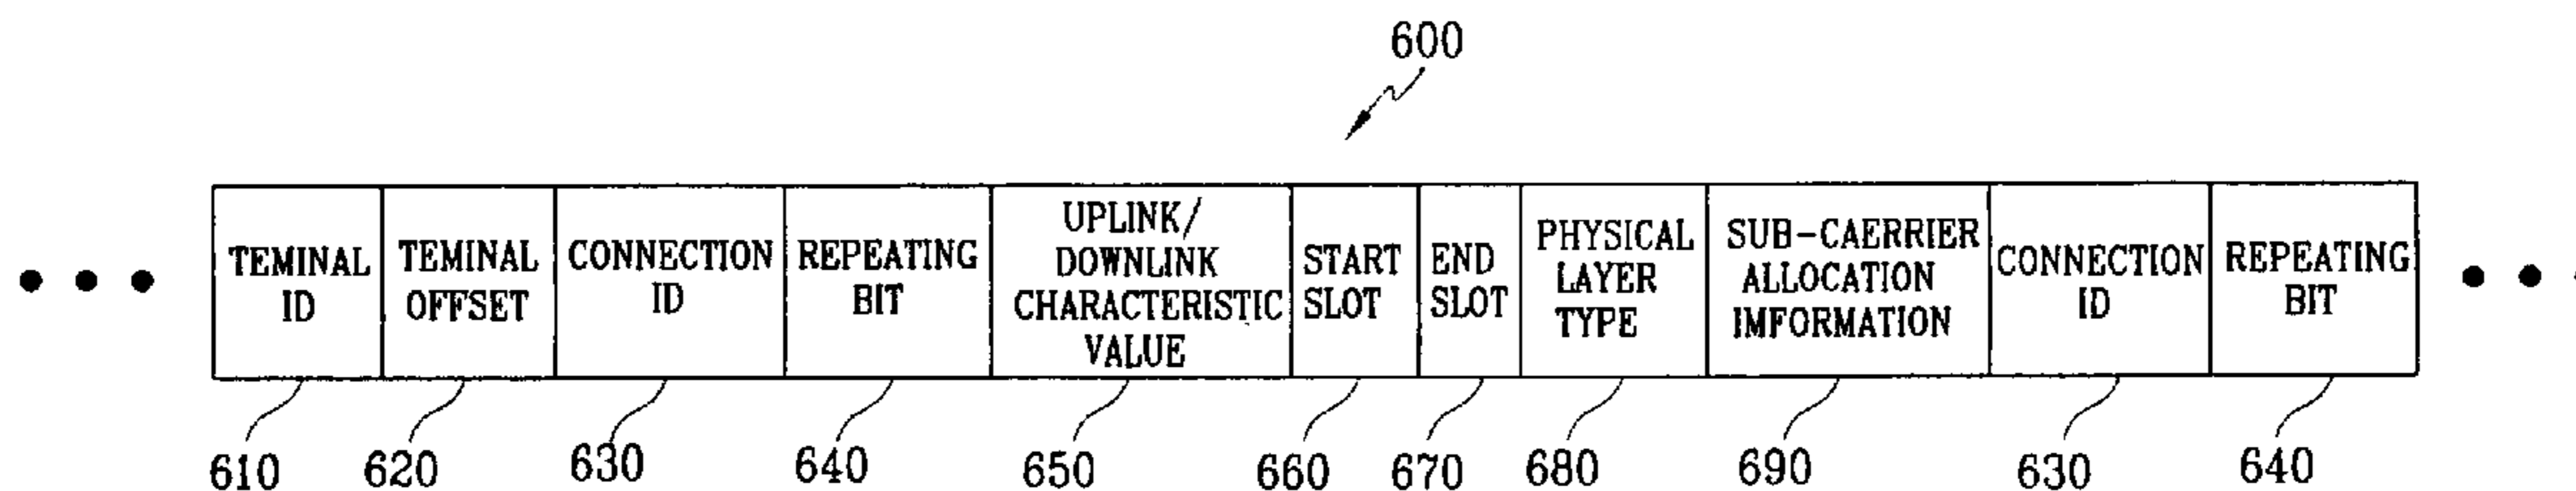 600
TEMINAL
ID
TEMINAL
OFFSET
CONNECTION
ID
REPEATING
BIT
UPLINK/
DOWNLINK
CHARACTERISTIC
VALUE
START
SLOT
END
SLOT
PHYSICAL
LAYER
TYPE
SUB-CAERRIER
ALLOCATION
IMFORMATION
CONNECTION
ID
REPEATING
BIT
610
620
630
640
650
660
670
680
690
630
640